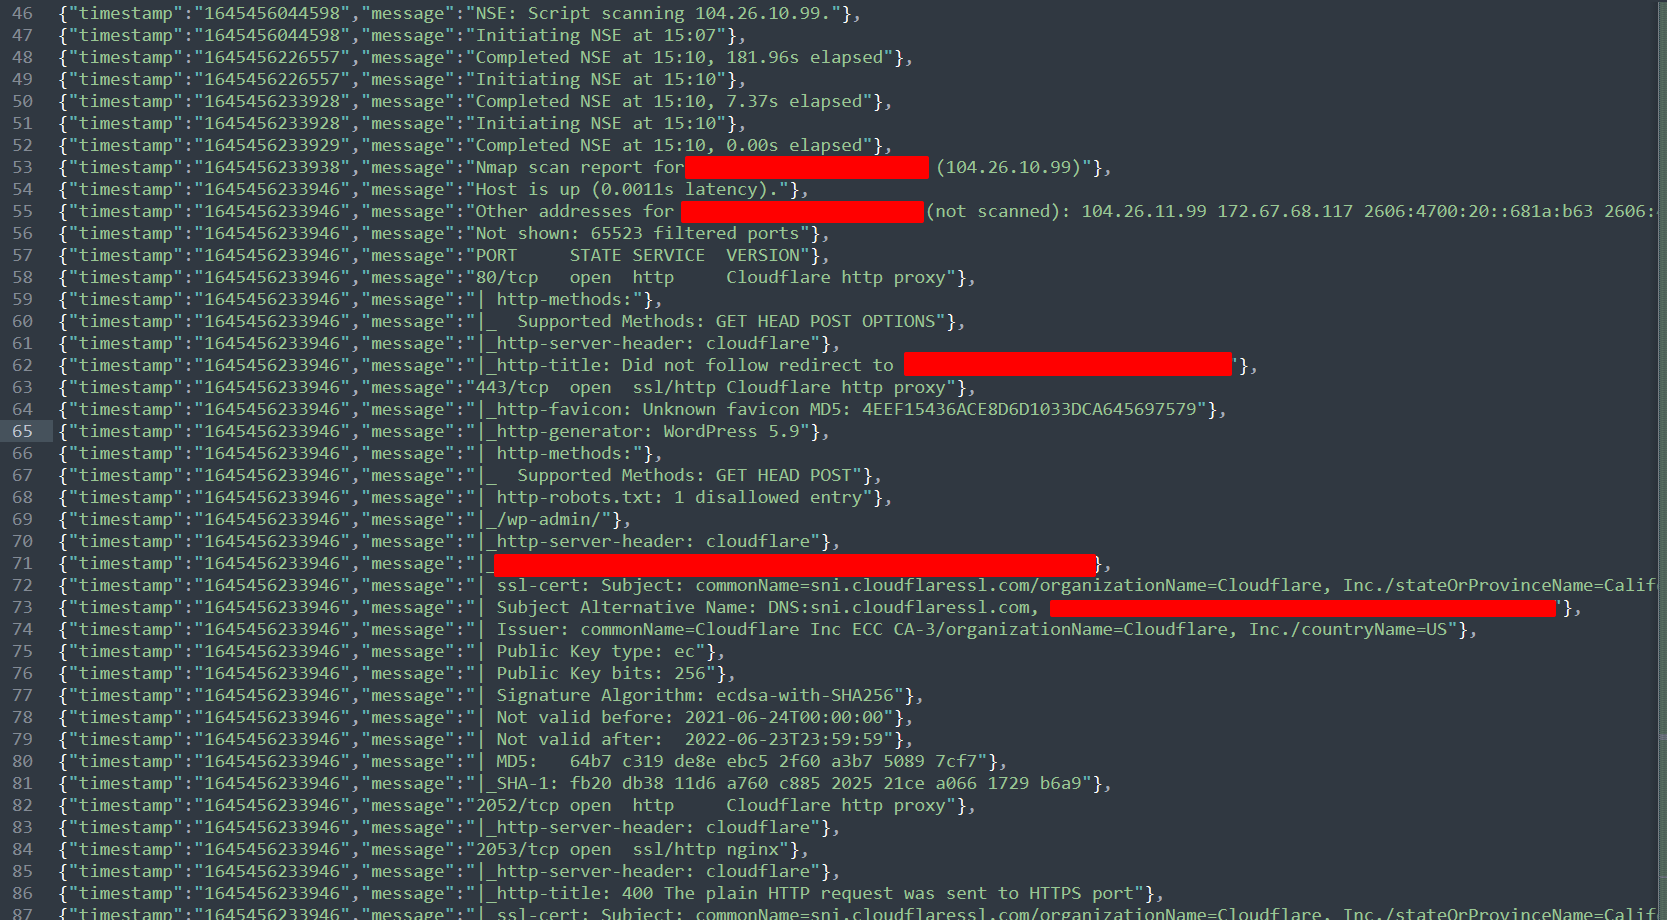 46 {"timestamp":"1645456044598","message":"NSE: Script scanning 104.26.10.99."},
47 {"timestamp":"1645456044598","message":"Initiating NSE at 15:07"},
48 {"timestamp":"1645456226557","message":"Completed NSE at 15:10, 181.96s elapsed"},
49 {"timestamp":"1645456226557","message":"Initiating NSE at 15:10"},
50 {"timestamp":"1645456233928","message":"Completed NSE at 15:10, 7.37s elapsed"},
51 {"timestamp":"1645456233928","message":"Initiating NSE at 15:10"},
52 {"timestamp":"1645456233929","message":"Completed NSE at 15:10, 0.00s elapsed"},
53 {"timestamp":"1645456233938","message":"Nmap scan report for (104.26.10.99)"},
54 {"timestamp":"1645456233946","message":"Host is up (0.0011s latency)."},
55 {"timestamp":"1645456233946","message":"Other addresses for (not scanned): 104.26.11.99 172.67.68.117 2606:4700:20::681a:b63 2606:
56 {"timestamp":"1645456233946","message":"Not shown: 65523 filtered ports"},
57 {"timestamp":"1645456233946","message":"PORT     STATE SERVICE  VERSION"},
58 {"timestamp":"1645456233946","message":"80/tcp   open  http     Cloudflare http proxy"},
59 {"timestamp":"1645456233946","message":"| http-methods:"},
60 {"timestamp":"1645456233946","message":"|_  Supported Methods: GET HEAD POST OPTIONS"},
61 {"timestamp":"1645456233946","message":"|_http-server-header: cloudflare"},
62 {"timestamp":"1645456233946","message":"|_http-title: Did not follow redirect to "},
63 {"timestamp":"1645456233946","message":"443/tcp  open  ssl/http Cloudflare http proxy"},
64 {"timestamp":"1645456233946","message":"|_http-favicon: Unknown favicon MD5: 4EEF15436ACE8D6D1033DCA645697579"},
65 {"timestamp":"1645456233946","message":"|_http-generator: WordPress 5.9"},
66 {"timestamp":"1645456233946","message":"| http-methods:"},
67 {"timestamp":"1645456233946","message":"|_  Supported Methods: GET HEAD POST"},
68 {"timestamp":"1645456233946","message":"| http-robots.txt: 1 disallowed entry"},
69 {"timestamp":"1645456233946","message":"|_/wp-admin/"},
70 {"timestamp":"1645456233946","message":"|_http-server-header: cloudflare"},
71 {"timestamp":"1645456233946","message":"|_ },
72 {"timestamp":"1645456233946","message":"| ssl-cert: Subject: commonName=sni.cloudflaressl.com/organizationName=Cloudflare, Inc./stateOrProvinceName=Calif
73 {"timestamp":"1645456233946","message":"| Subject Alternative Name: DNS:sni.cloudflaressl.com, "},
74 {"timestamp":"1645456233946","message":"| Issuer: commonName=Cloudflare Inc ECC CA-3/organizationName=Cloudflare, Inc./countryName=US"},
75 {"timestamp":"1645456233946","message":"| Public Key type: ec"},
76 {"timestamp":"1645456233946","message":"| Public Key bits: 256"},
77 {"timestamp":"1645456233946","message":"| Signature Algorithm: ecdsa-with-SHA256"},
78 {"timestamp":"1645456233946","message":"| Not valid before: 2021-06-24T00:00:00"},
79 {"timestamp":"1645456233946","message":"| Not valid after:  2022-06-23T23:59:59"},
80 {"timestamp":"1645456233946","message":"| MD5:   64b7 c319 de8e ebc5 2f60 a3b7 5089 7cf7"},
81 {"timestamp":"1645456233946","message":"|_SHA-1: fb20 db38 11d6 a760 c885 2025 21ce a066 1729 b6a9"},
82 {"timestamp":"1645456233946","message":"2052/tcp open  http     Cloudflare http proxy"},
83 {"timestamp":"1645456233946","message":"|_http-server-header: cloudflare"},
84 {"timestamp":"1645456233946","message":"2053/tcp open  ssl/http nginx"},
85 {"timestamp":"1645456233946","message":"|_http-server-header: cloudflare"},
86 {"timestamp":"1645456233946","message":"|_http-title: 400 The plain HTTP request was sent to HTTPS port"},
87 {"timestamp":"1645456233946","message":"| ssl-cert: Subject: commonName=sni.cloudflaressl.com/organizationName=Cloudflare, Inc./stateOrProvinceName=Calif